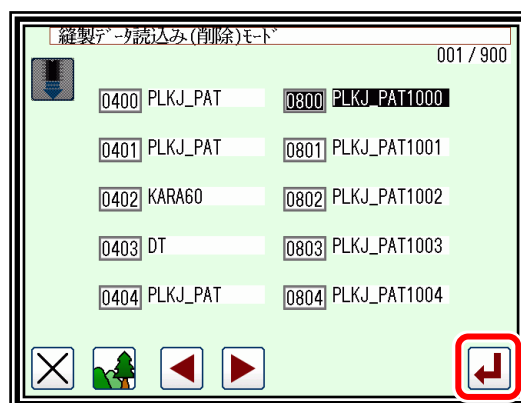 縫製ﾃﾞｰﾀ読込み(削除)ﾓｰﾄﾞ
001 / 900
0400 PLKJ_PAT 0800 PLKJ_PAT1000
0401 PLKJ_PAT 0801 PLKJ_PAT1001
0402 KARA60 0802 PLKJ_PAT1002
0403 DT 0803 PLKJ_PAT1003
0404 PLKJ_PAT 0804 PLKJ_PAT1004